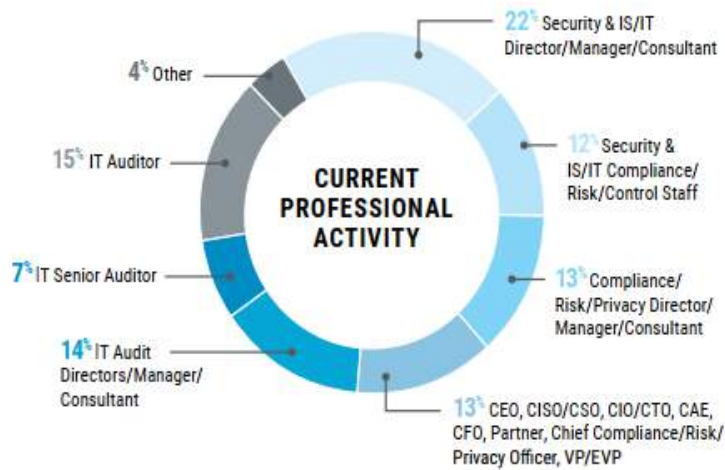 22% Security & IS/IT
Director/Manager/Consultant
4% Other
12% Security &
IS/IT Compliance/
Risk/Control Staff
15% IT Auditor
CURRENT
PROFESSIONAL
ACTIVITY
7% IT Senior Auditor
13% Compliance/
Risk/Privacy Director/
Manager/Consultant
14% IT Audit
Directors/Manager/
Consultant
13% CEO, CISO/CSO, CIO/CTO, CAE,
CFO, Partner, Chief Compliance/Risk/
Privacy Officer, VP/EVP